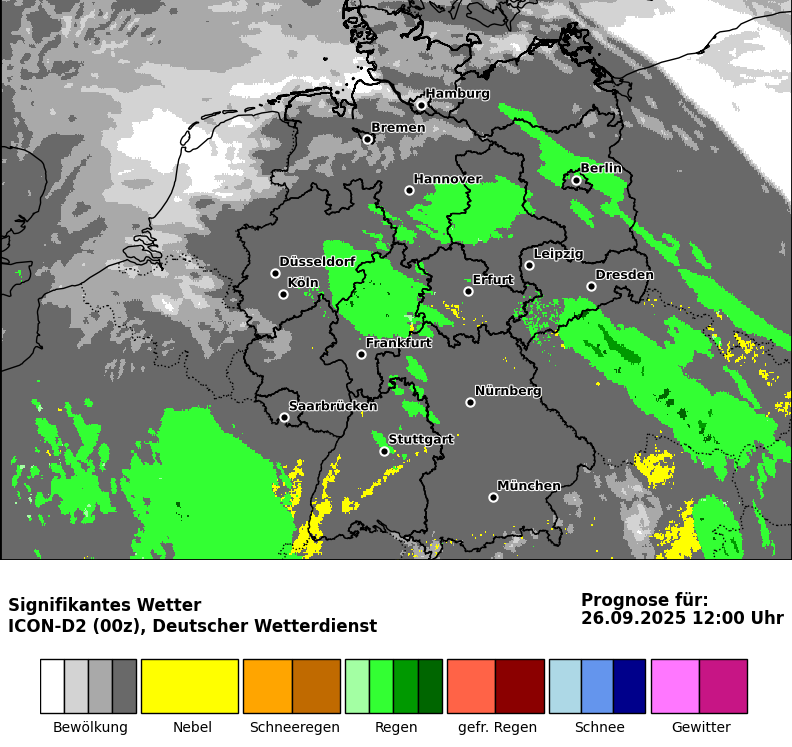 Hamburg
Bremen
Berlin
Hannover
Leipzig
Düsseldorf
Dresden
Köln
Erfurt
Frankfurt
Nürnberg
Saarbrücken
Stuttgart
München
Signifikantes Wetter
ICON-D2 (00z), Deutscher Wetterdienst
Prognose für:
26.09.2025 12:00 Uhr
Bewölkung
Nebel
Schneeregen
Regen
gefr. Regen
Schnee
Gewitter